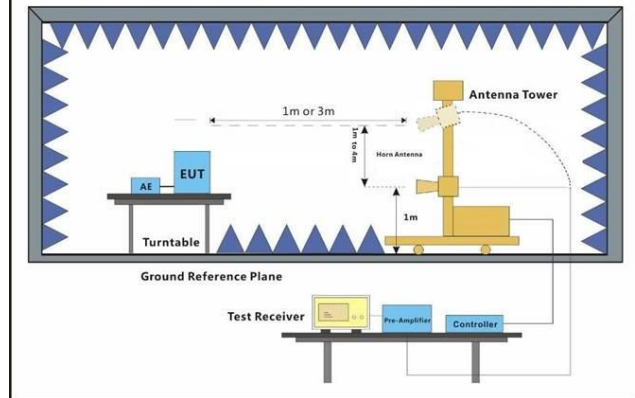 1m or 3m
Antenna Tower
1m to 4m
Horn Antenna
EUT
AE
1m
Turntable
Ground Reference Plane
Test Receiver
Pre-Amplifier
Controller